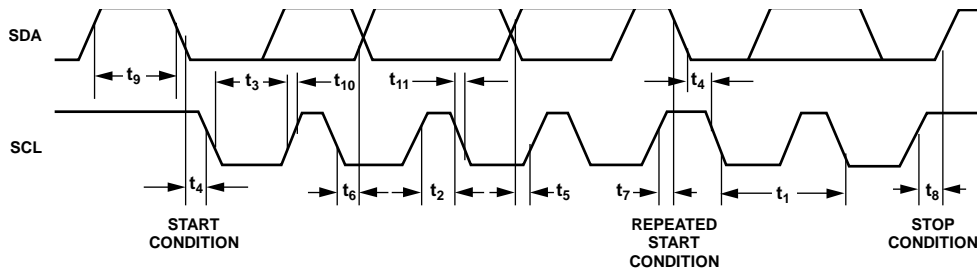 SDA
t9
t3
t10
t11
t4
SCL
t4
t6
t2
t5
t7
t1
t8
START
CONDITION
REPEATED
START
CONDITION
STOP
CONDITION